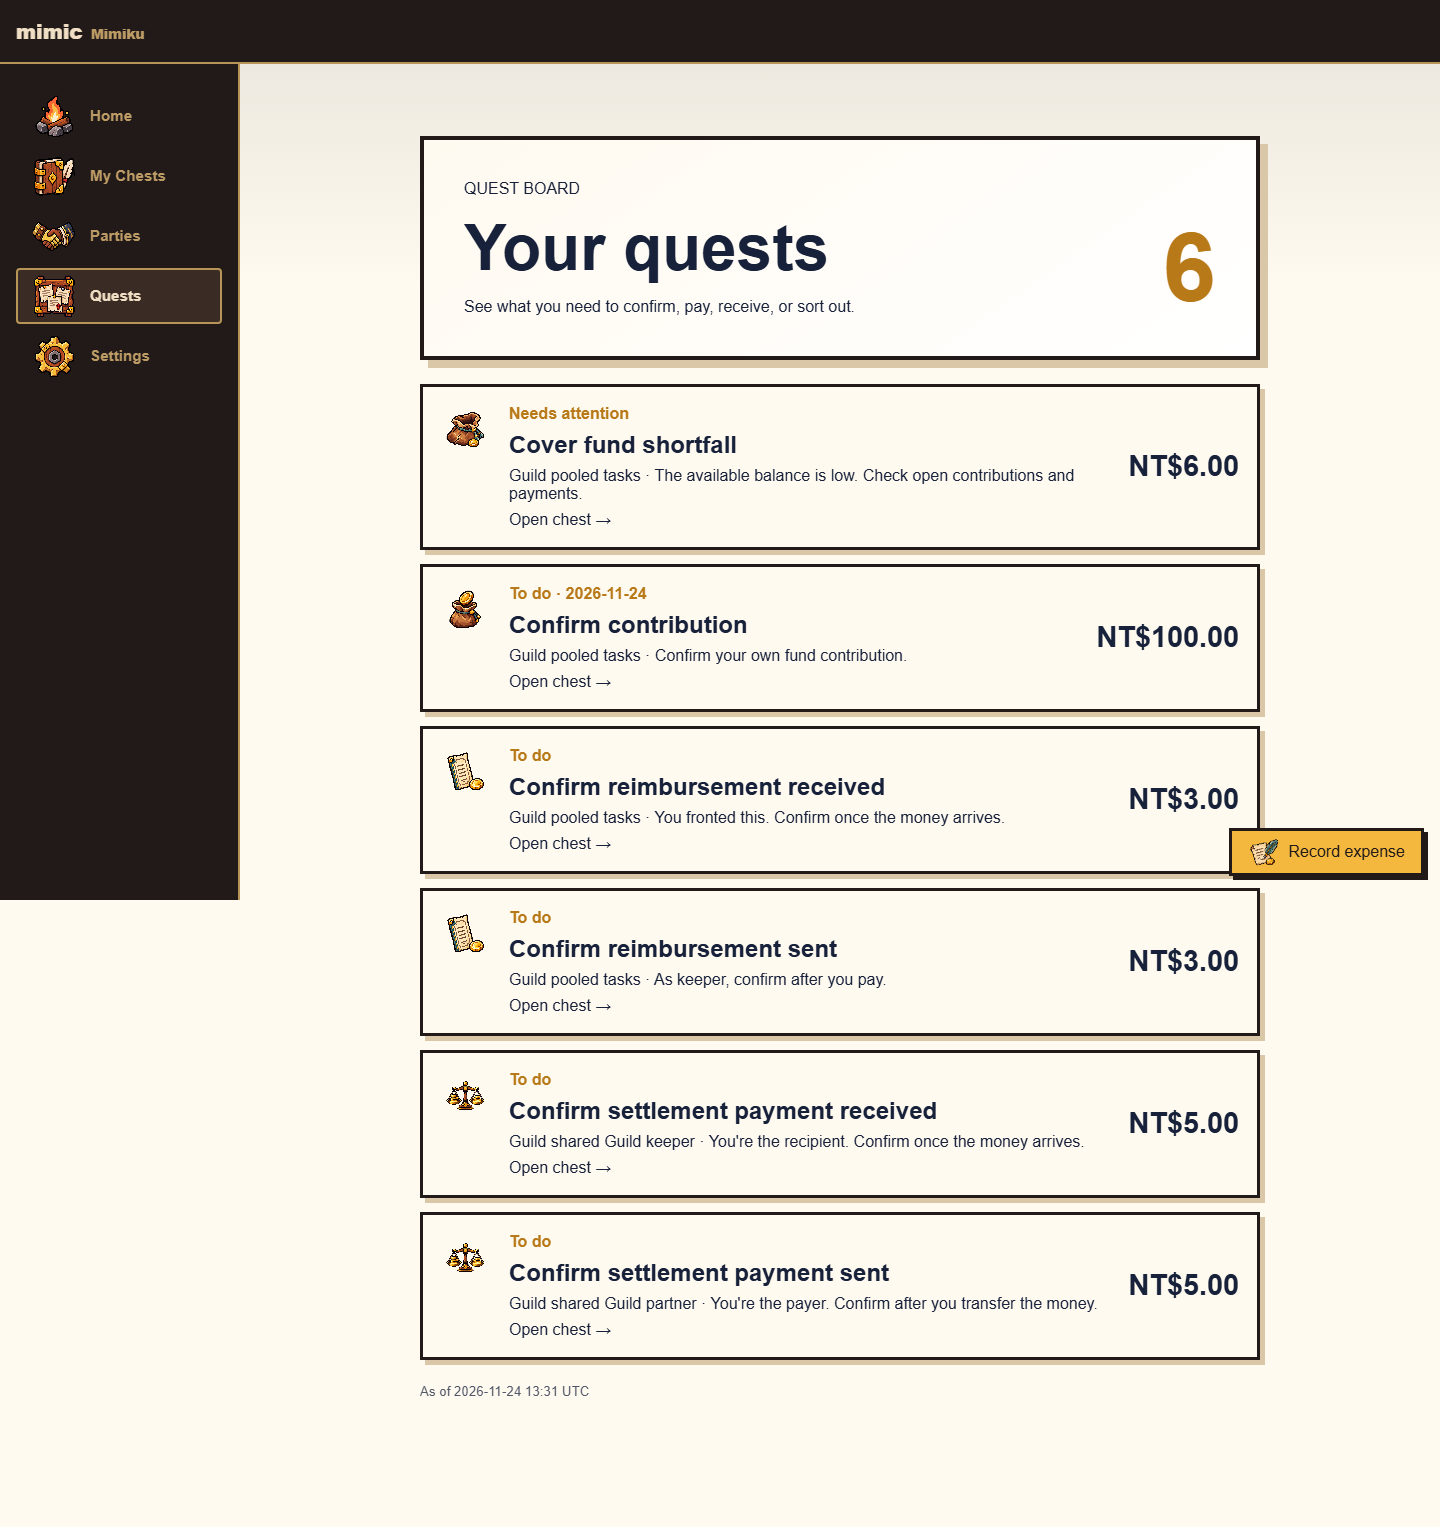 mimic Mimiku
Home
My Chests
Parties
Quests
Settings
QUEST BOARD
Your quests
6
See what you need to confirm, pay, receive, or sort out.
Needs attention
Cover fund shortfall
NT$6.00
Guild pooled tasks · The available balance is low. Check open contributions and
payments.
Open chest →
To do · 2026-11-24
Confirm contribution
NT$100.00
Guild pooled tasks · Confirm your own fund contribution.
Open chest →
To do
Confirm reimbursement received
NT$3.00
Guild pooled tasks · You fronted this. Confirm once the money arrives.
Open chest →
Record expense
To do
Confirm reimbursement sent
NT$3.00
Guild pooled tasks · As keeper, confirm after you pay.
Open chest →
To do
Confirm settlement payment received
NT$5.00
Guild shared Guild keeper · You're the recipient. Confirm once the money arrives.
Open chest →
To do
Confirm settlement payment sent
NT$5.00
Guild shared Guild partner · You're the payer. Confirm after you transfer the money.
Open chest →
As of 2026-11-24 13:31 UTC